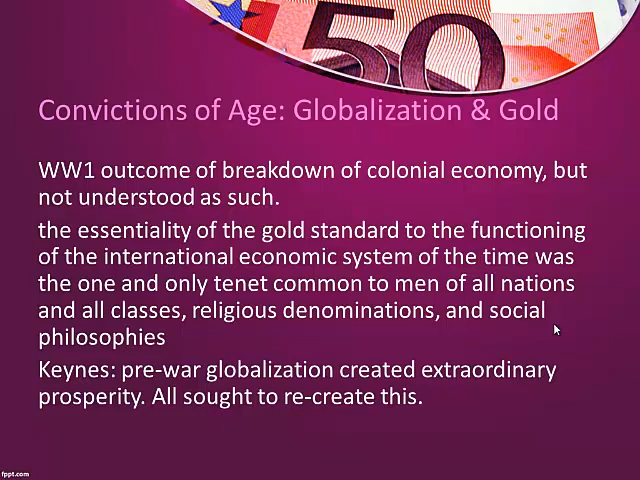 50
Convictions of Age: Globalization & Gold
WW1 outcome of breakdown of colonial economy, but
not understood as such.
the essentiality of the gold standard to the functioning
of the international economic system of the time was
the one and only tenet common to men of all nations
and all classes, religious denominations, and social
philosophies
Keynes: pre-war globalization created extraordinary
prosperity. All sought to re-create this.
fppt.com